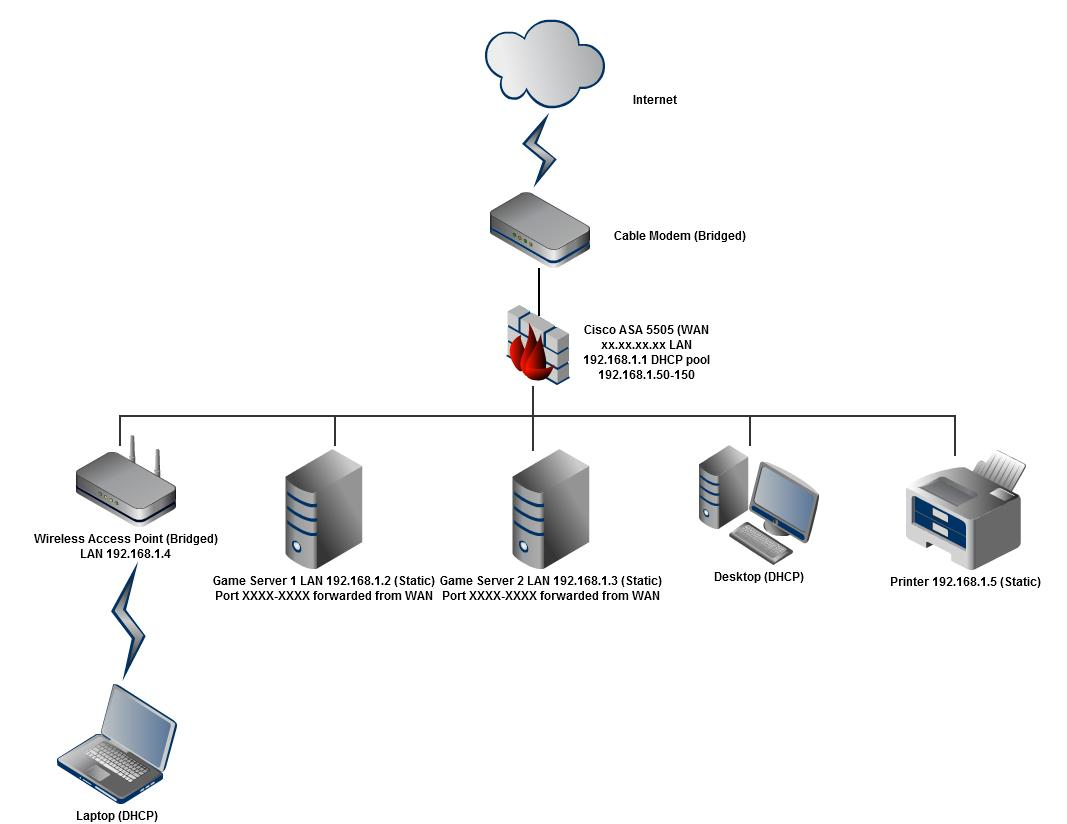 Internet
Cable Modem (Bridged)
Cisco ASA 5505 (WAN
xx.xx.xx.xx LAN
192.168.1.1 DHCP pool
192.168.1.50-150
Wireless Access Point (Bridged)
LAN 192.168.1.4
Game Server 1 LAN 192.168.1.2 (Static)
Port XXXX-XXXX forwarded from WAN
Game Server 2 LAN 192.168.1.3 (Static)
Port XXXX-XXXX forwarded from WAN
Desktop (DHCP)
Printer 192.168.1.5 (Static)
Laptop (DHCP)